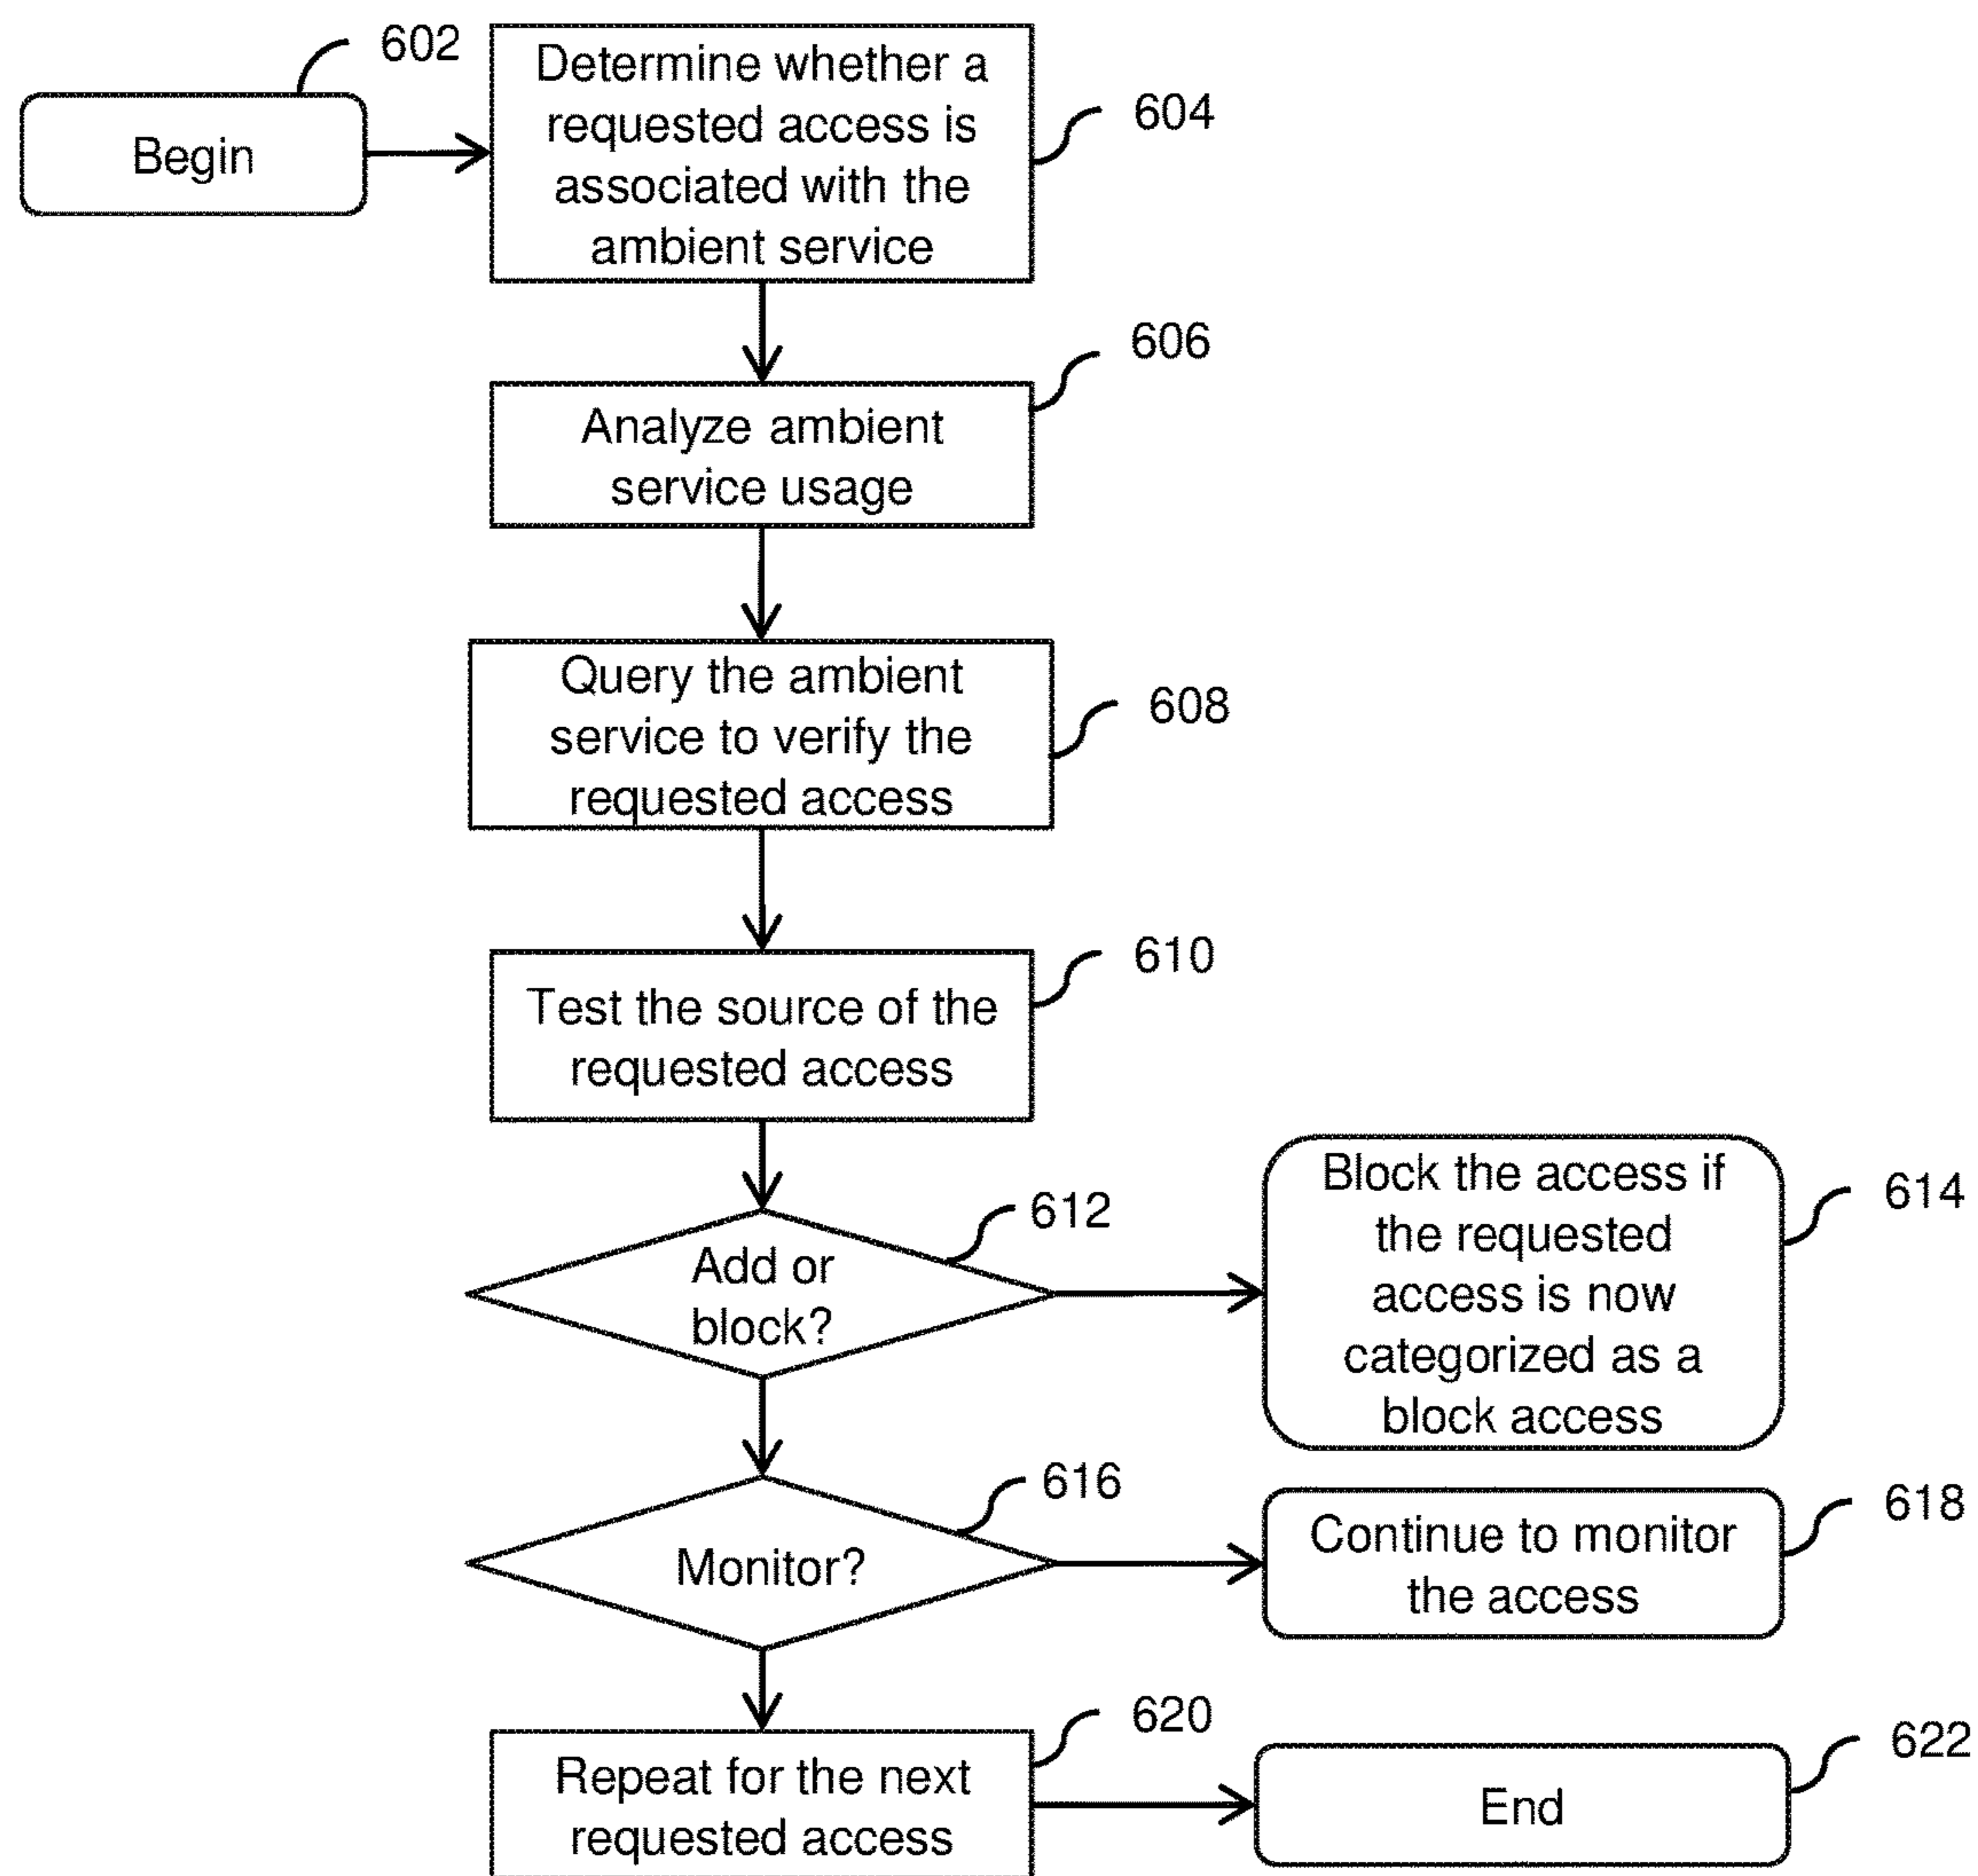 602
Begin
Determine whether a
requested access is
associated with the
ambient service
604
606
Analyze ambient
service usage
Query the ambient
service to verify the
requested access
608
610
Test the source of the
requested access
612
Add or
block?
Block the access if
the requested
access is now
categorized as a
block access
614
616
Monitor?
Continue to monitor
the access
618
620
Repeat for the next
requested access
End
622